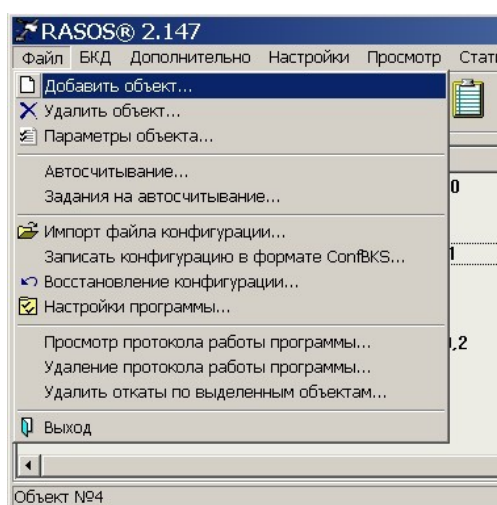 RASOS® 2.147
Файл БКД Дополнительно Настройки Просмотр
Добавить объект...
Удалить объект...
Параметры объекта...
Автосчитывание...
Задания на автосчитывание...
Импорт файла конфигурации...
Записать конфигурацию в формате ConfBKS...
Восстановление конфигурации...
Настройки программы...
Просмотр протокола работы программы...
Удаление протокола работы программы...
Удалить откаты по выделенным объектам...
Выход
Объект №4